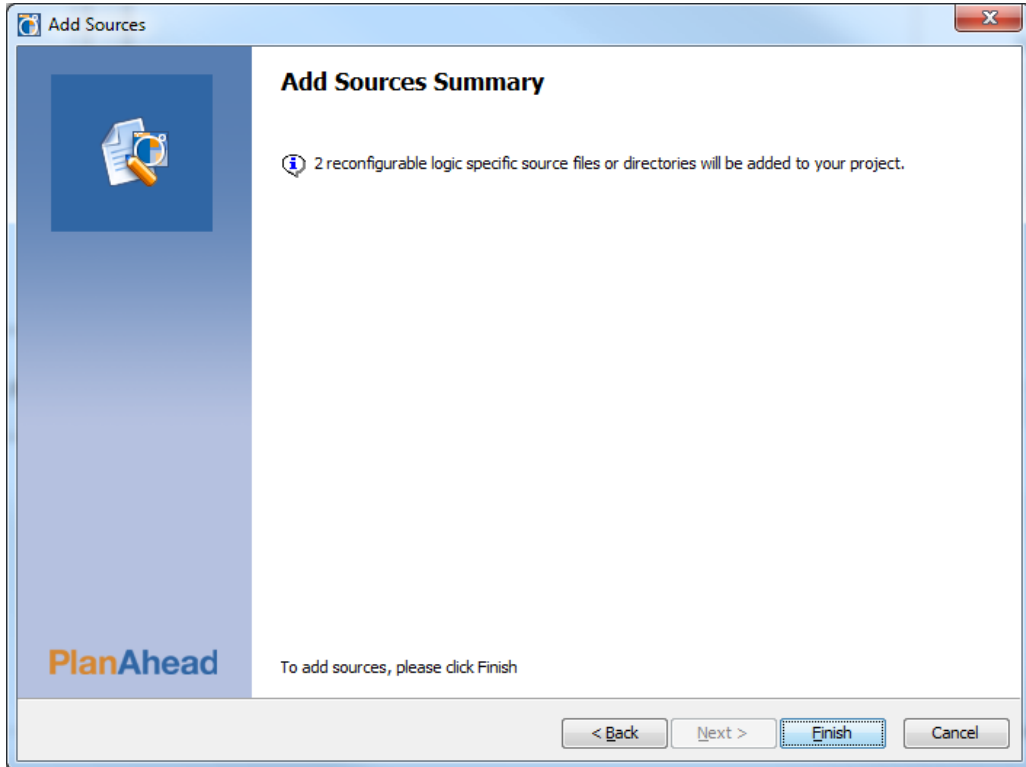 Add Sources
Add Sources Summary
2 reconfigurable logic specific source files or directories will be added to your project.
PlanAhead
To add sources, please click Finish
< Back Next > Finish Cancel